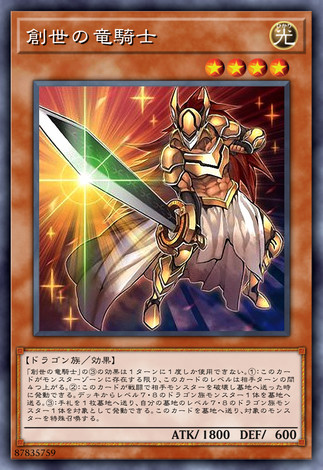 創世の竜騎士
光
【ドラゴン族／効果】
「創世の竜騎士」の③の効果は１ターンに１度しか使用できない。①：このカー
ドがモンスターゾーンに存在する限り、このカードのレベルは相手ターンの間
４つ上がる。②：このカードが戦闘で相手モンスターを破壊し墓地へ送った時
に発動できる。デッキからレベル７・８のドラゴン族モンスター１体を墓地へ
送る。③：手札を１枚墓地へ送り、自分の墓地のレベル７・８のドラゴン族モンス
ター１体を対象として発動できる。このカードを墓地へ送り、対象のモンスター
を特殊召喚する。
ATK/ 1800 DEF/ 600
87835759